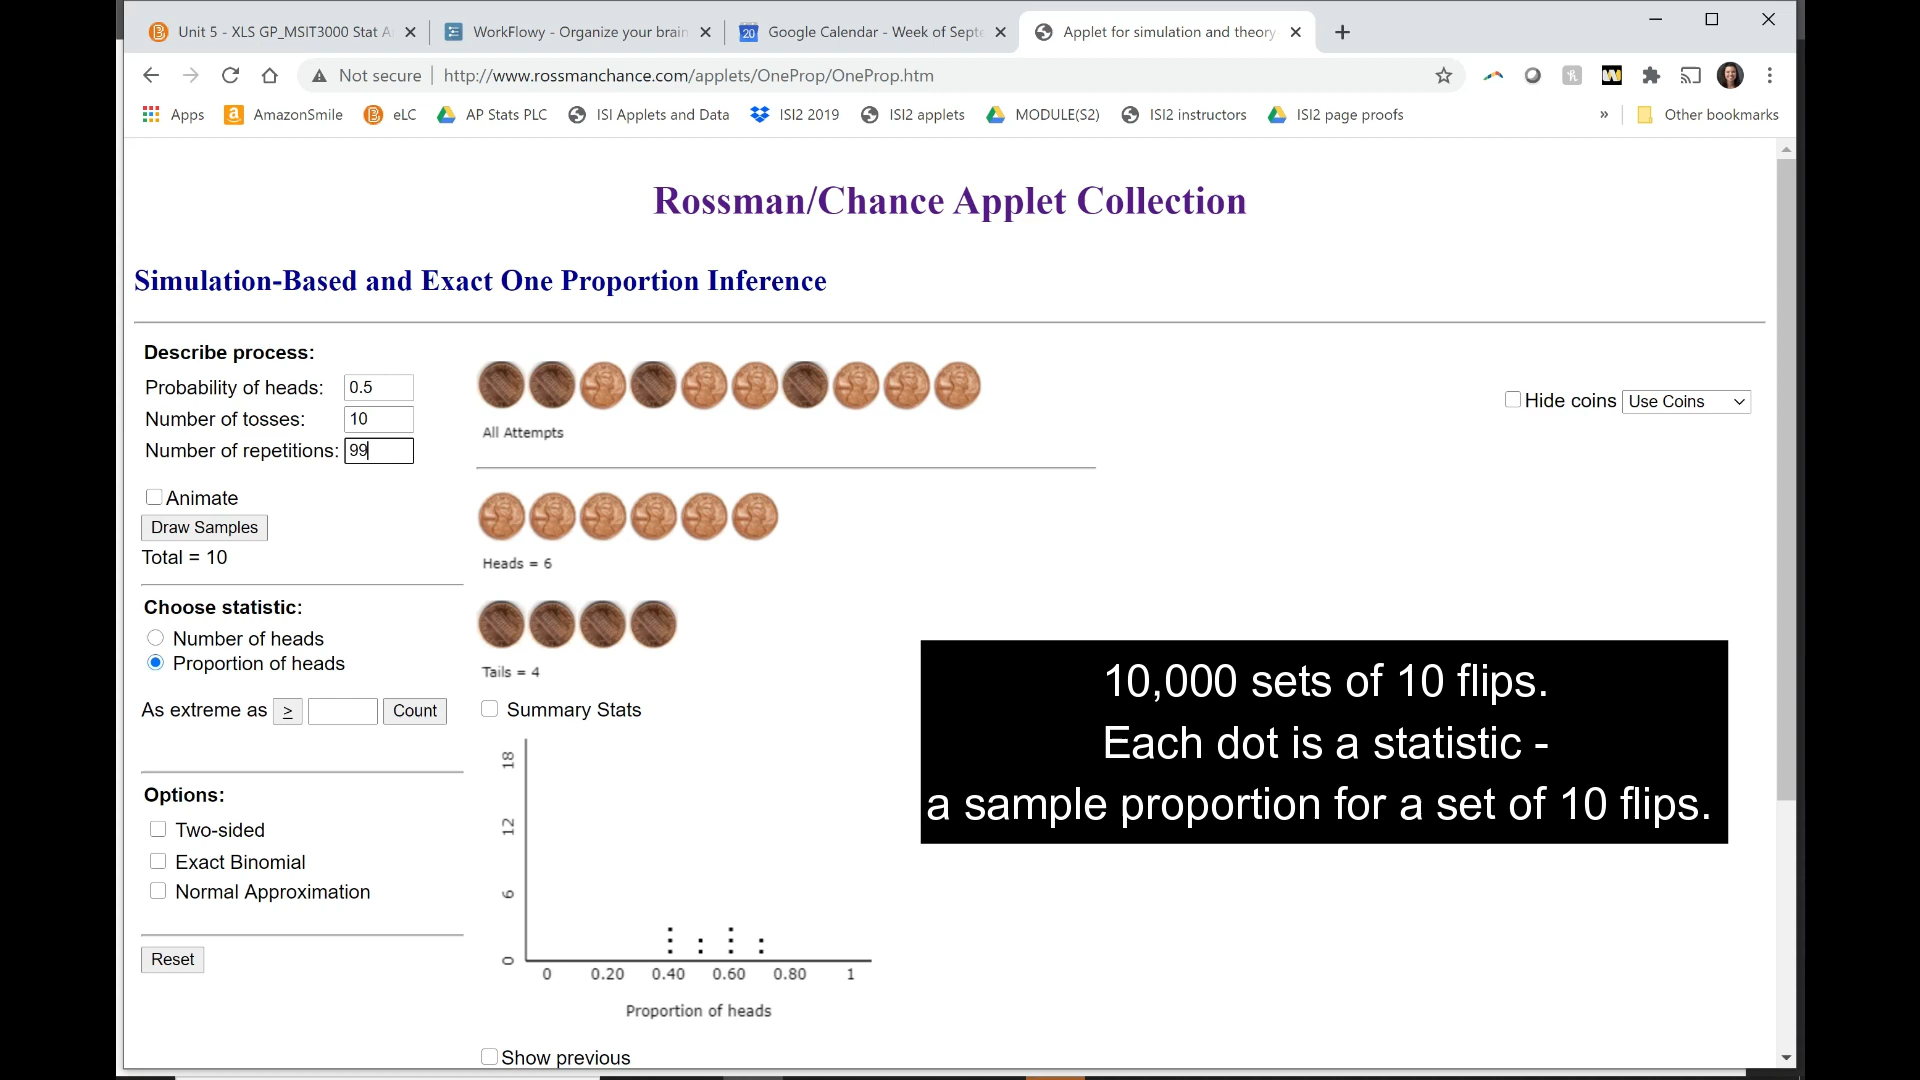 Unit 5 - XLS GP_MSIT3000 Stat A
WorkFlowy - Organize your brain
20
Google Calendar - Week of Septe
Applet for simulation and theory
Not secure
http://www.rossmanchance.com/applets/OneProp/OneProp.htm
Apps
AmazonSmile
eLC
AP Stats PLC
ISI Applets and Data
ISI2 2019
ISI2 applets
MODULE(S2)
ISI2 instructors
ISI2 page proofs
»
Other bookmarks
Rossman/Chance Applet Collection
Simulation-Based and Exact One Proportion Inference
Describe process:
Probability of heads: 0.5
Number of tosses: 10
Number of repetitions: 99
Animate
Draw Samples
Total = 10
Choose statistic:
Number of heads
Proportion of heads
As extreme as ≥ Count
Options:
Two-sided
Exact Binomial
Normal Approximation
Reset
All Attempts
Heads = 6
Tails = 4
Summary Stats
18
12
6
0
0 0.20 0.40 0.60 0.80 1
Proportion of heads
Show previous
Hide coins Use Coins
10,000 sets of 10 flips.
Each dot is a statistic -
a sample proportion for a set of 10 flips.